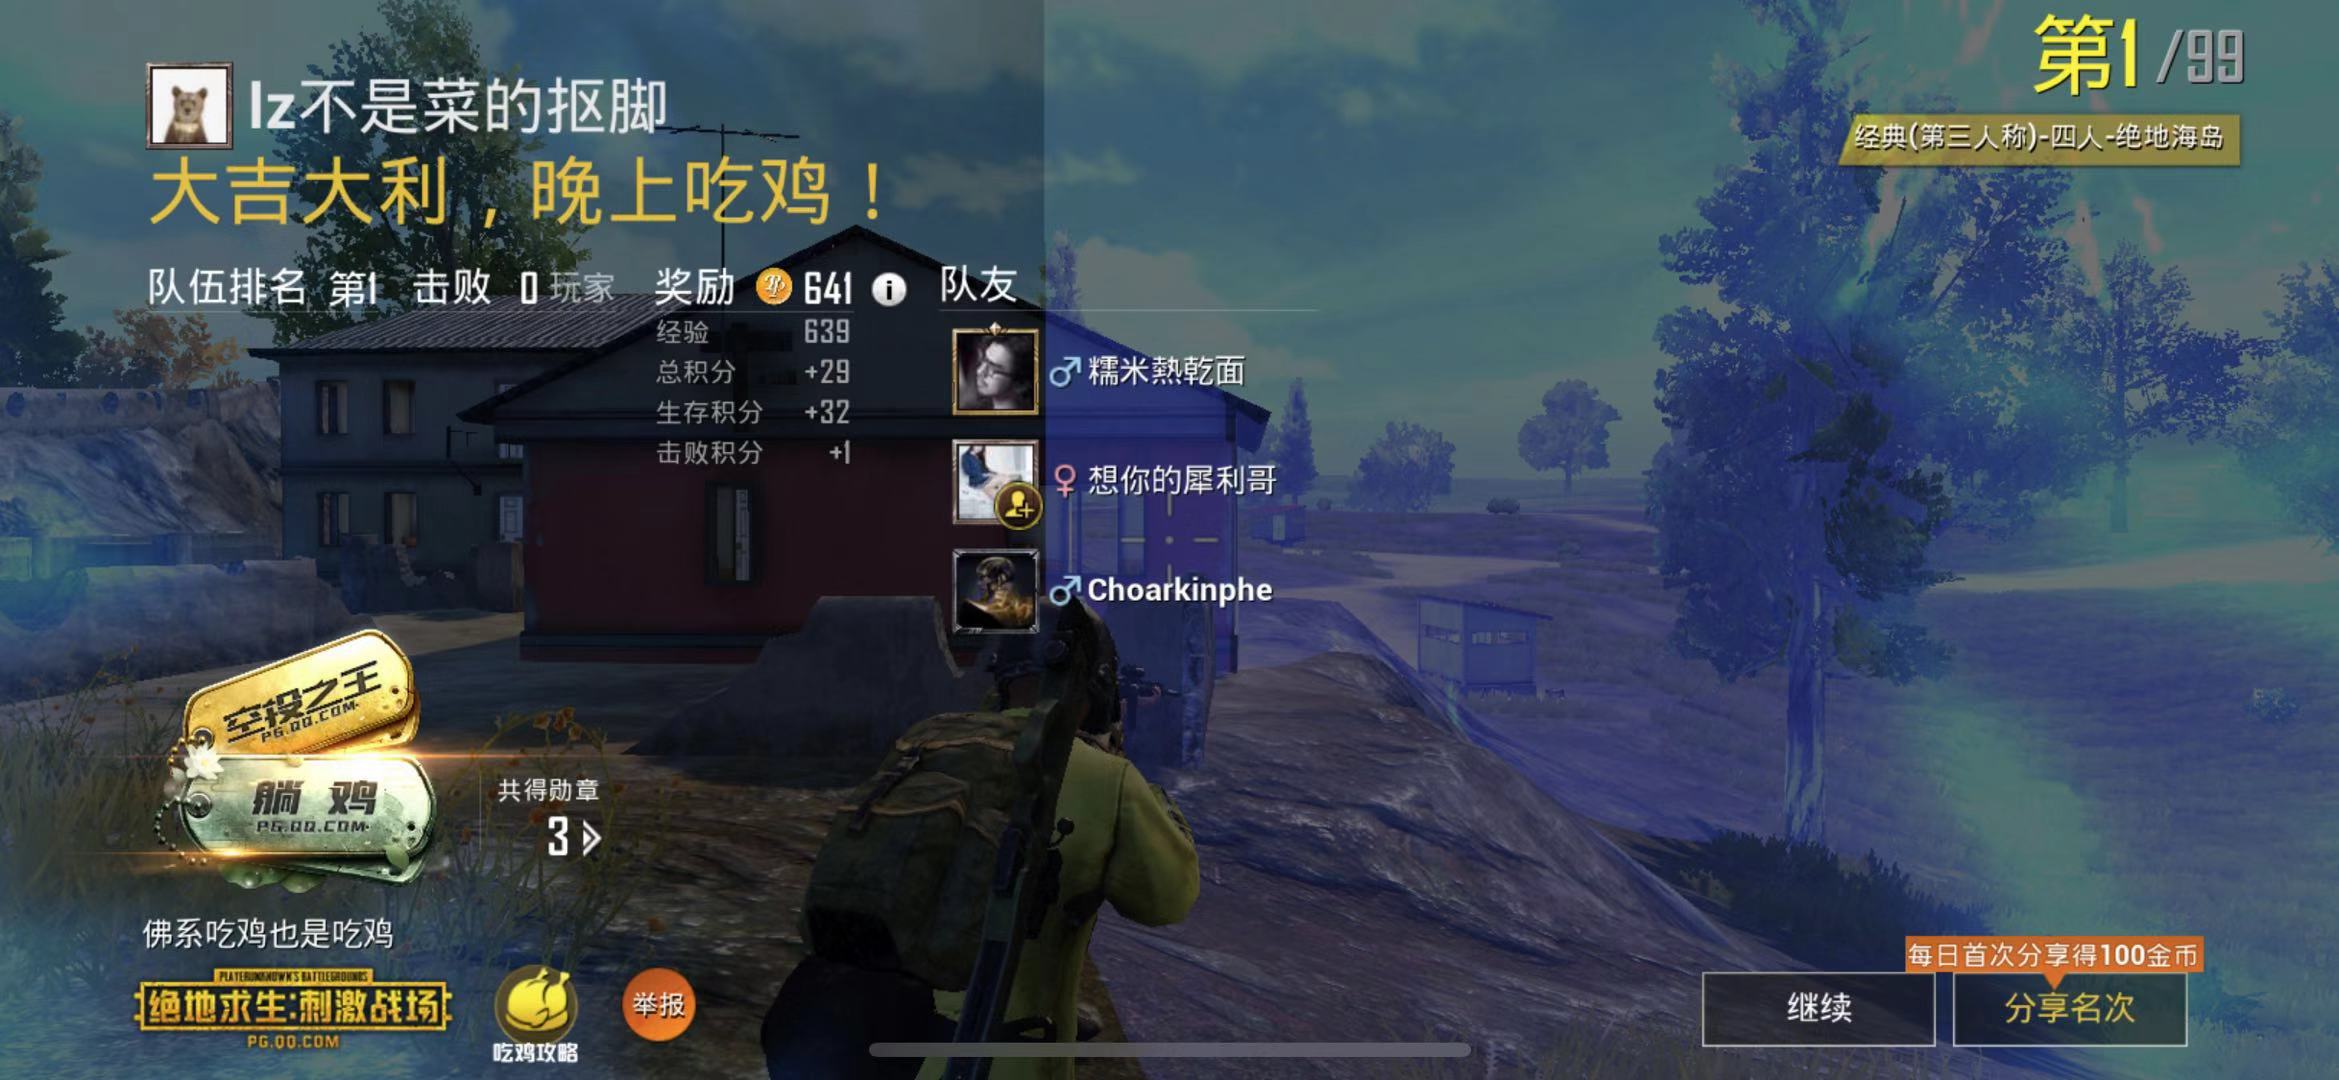 lz不是菜的抠脚
大吉大利，晚上吃鸡！
第1/99
经典(第三人称)-四人-绝地海岛
队伍排名 第1 击败 0 玩家
奖励 641
经验 639
总积分 +29
生存积分 +32
击败积分 +1
队友
糯米熱乾面
想你的犀利哥
Choarkinphe
空投之王
PG.QQ.COM
躺鸡
PG.QQ.COM
共得勋章
3
佛系吃鸡也是吃鸡
PLAYERUNKNOWN'S BATTLEGROUNDS
绝地求生:刺激战场
PG.QQ.COM
吃鸡攻略
举报
每日首次分享得100金币
继续
分享名次